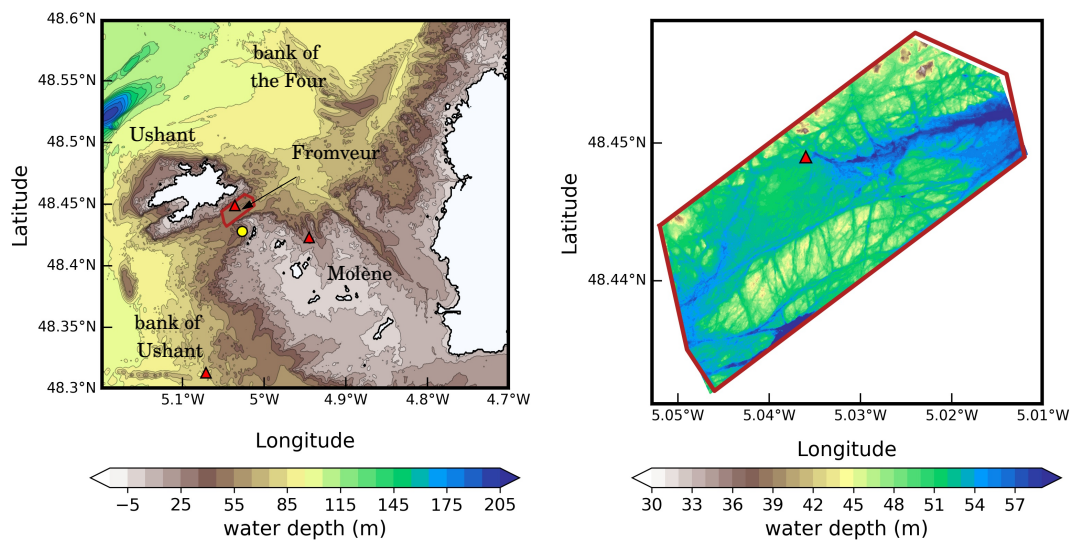 48.6°N
48.55°N
48.5°N
48.45°N
48.4°N
48.35°N
48.3°N
Latitude
bank of
the Four
Ushant
Fromveur
Molène
bank of
Ushant
5.1°W 5°W 4.9°W 4.8°W 4.7°W
Longitude
−5 25 55 85 115 145 175 205
water depth (m)
48.45°N
48.44°N
Latitude
5.05°W 5.04°W 5.03°W 5.02°W 5.01°W
Longitude
30 33 36 39 42 45 48 51 54 57
water depth (m)